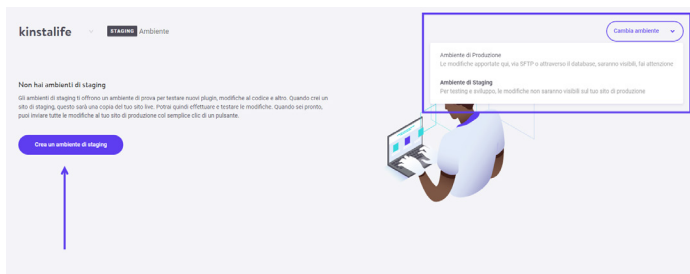 kinstalife STAGING Ambiente
Cambia ambiente
Ambiente di Produzione
Le modifiche apportate qui, via SFTP o attraverso il database, saranno visibili, fai attenzione
Ambiente di Staging
Per testing e sviluppo, le modifiche non saranno visibili sul tuo sito di produzione
Non hai ambienti di staging
Gli ambienti di staging ti offrono un ambiente di prova per testare nuovi plugin, modifiche al codice e altro. Quando crei un
sito di staging, questo sarà una copia del tuo sito live. Potrai quindi effettuare e testare le modifiche. Quando sei pronto,
puoi inviare tutte le modifiche al tuo sito di produzione col semplice clic di un pulsante.
Crea un ambiente di staging